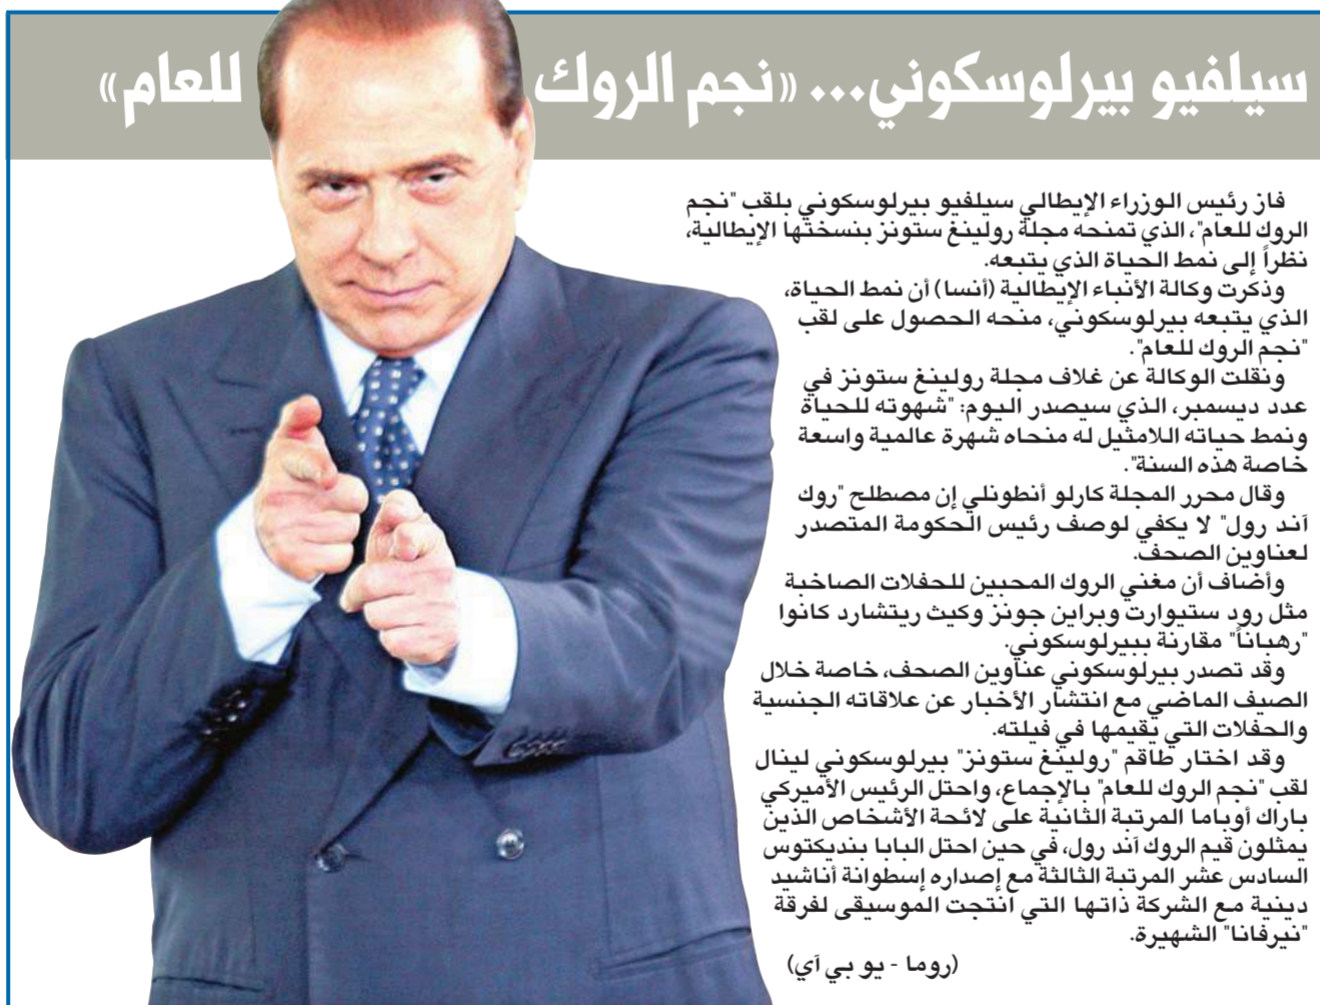 سيلفيو بيرلوسكوني... «نجم الروك للعام»
فاز رئيس الوزراء الإيطالي سيلفيو بيرلوسكوني بلقب "نجم
الروك للعام"، الذي تمنحه مجلة رولينغ ستونز بنسختها الإيطالية،
نظراً إلى نمط الحياة الذي يتبعه.
وذكرت وكالة الأنباء الإيطالية (أنسا) أن نمط الحياة،
الذي يتبعه بيرلوسكوني، منحه الحصول على لقب
"نجم الروك للعام".
ونقلت الوكالة عن غلاف مجلة رولينغ ستونز في
عدد ديسمبر، الذي سيصدر اليوم: "شهوته للحياة
ونمط حياته اللامثيل له منحاه شهرة عالمية واسعة
خاصة هذه السنة".
وقال محرر المجلة كارلو أنطونلي إن مصطلح "روك
آند رول" لا يكفي لوصف رئيس الحكومة المتصدر
لعناوين الصحف.
وأضاف أن مغني الروك المحبين للحفلات الصاخبة
مثل رود ستيوارت وبراين جونز وكيث ريتشارد كانوا
"رهباناً" مقارنة ببيرلوسكوني.
وقد تصدر بيرلوسكوني عناوين الصحف، خاصة خلال
الصيف الماضي مع انتشار الأخبار عن علاقاته الجنسية
والحفلات التي يقيمها في فيلته.
وقد اختار طاقم "رولينغ ستونز" بيرلوسكوني لينال
لقب "نجم الروك للعام" بالإجماع، واحتل الرئيس الأميركي
باراك أوباما المرتبة الثانية على لائحة الأشخاص الذين
يمثلون قيم الروك آند رول، في حين احتل البابا بنديكتوس
السادس عشر المرتبة الثالثة مع إصداره إسطوانة أناشيد
دينية مع الشركة ذاتها التي انتجت الموسيقى لفرقة
"نيرفانا" الشهيرة.
(روما - يو بي آي)